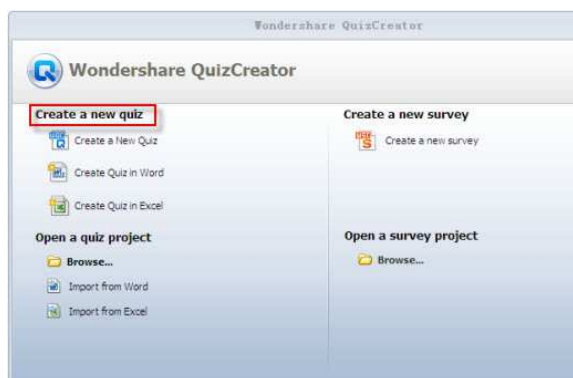 Wondershare QuizCreator
Wondershare QuizCreator
Create a new quiz
Create a New Quiz
Create Quiz in Word
Create Quiz in Excel
Open a quiz project
Browse...
Import from Word
Import from Excel
Create a new survey
Create a new survey
Open a survey project
Browse...